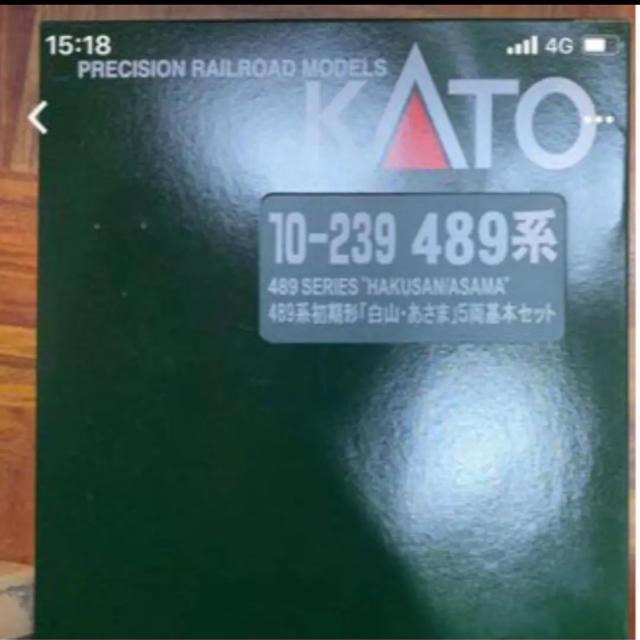 15:18
4G
PRECISION RAILROAD MODELS
KATO
10-239 489系
489 SERIES "HAKUSAN/ASAMA"
489系初期形「白山・あさま」5両基本セット